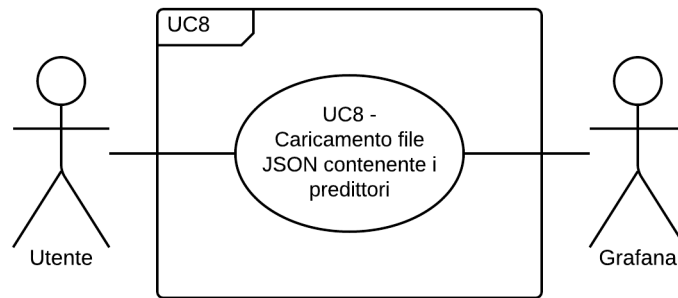 UC8
UC8 -
Caricamento file
JSON contenente i
predittori
Utente
Grafana